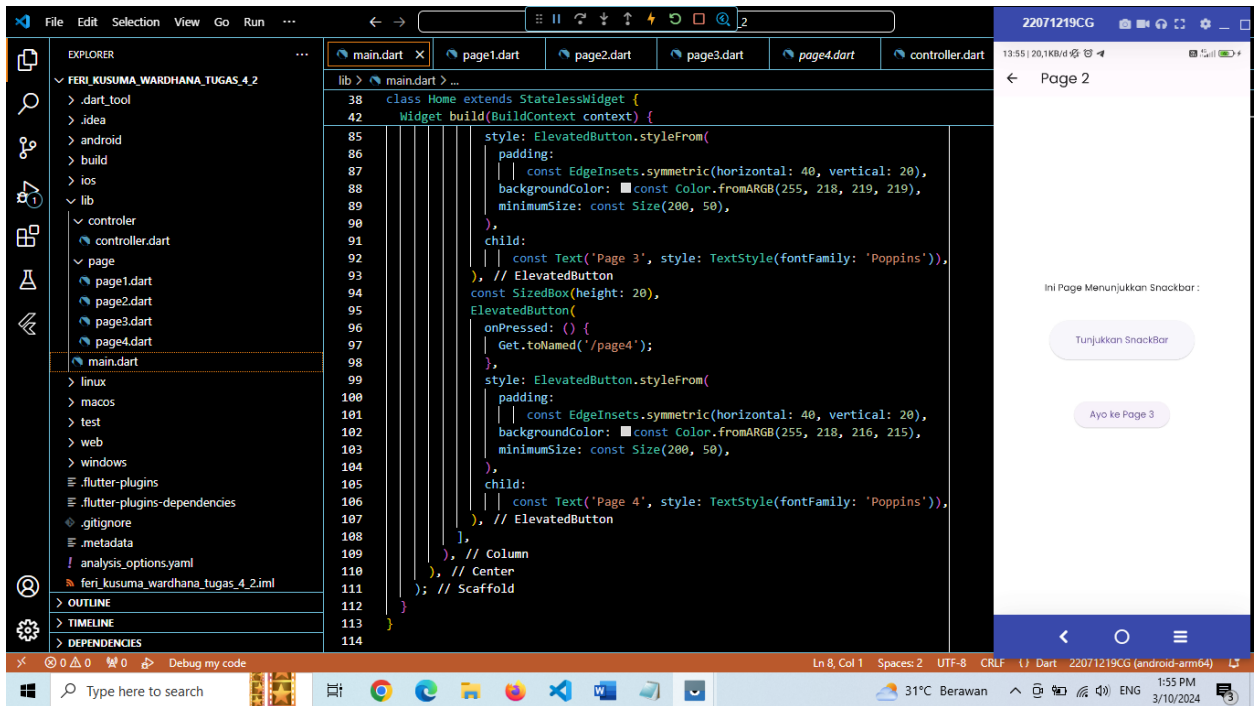 File Edit Selection View Go Run ··· ← → _2
22071219CG
EXPLORER ···
FERI_KUSUMA_WARDHANA_TUGAS_4_2
.dart_tool
.idea
android
build
ios
lib
controler
controller.dart
page
page1.dart
page2.dart
page3.dart
page4.dart
main.dart
linux
macos
test
web
windows
.flutter-plugins
.flutter-plugins-dependencies
.gitignore
.metadata
! analysis_options.yaml
feri_kusuma_wardhana_tugas_4_2.iml
OUTLINE
TIMELINE
DEPENDENCIES
1
main.dart × page1.dart page2.dart page3.dart page4.dart controller.dart
lib > main.dart > ...
38 class Home extends StatelessWidget {
42 Widget build(BuildContext context) {
85 style: ElevatedButton.styleFrom(
86 padding:
87 const EdgeInsets.symmetric(horizontal: 40, vertical: 20),
88 backgroundColor: const Color.fromARGB(255, 218, 219, 219),
89 minimumSize: const Size(200, 50),
90 ),
91 child:
92 const Text('Page 3', style: TextStyle(fontFamily: 'Poppins')),
93 ), // ElevatedButton
94 const SizedBox(height: 20),
95 ElevatedButton(
96 onPressed: () {
97 Get.toNamed('/page4');
98 },
99 style: ElevatedButton.styleFrom(
100 padding:
101 const EdgeInsets.symmetric(horizontal: 40, vertical: 20),
102 backgroundColor: const Color.fromARGB(255, 218, 216, 215),
103 minimumSize: const Size(200, 50),
104 ),
105 child:
106 const Text('Page 4', style: TextStyle(fontFamily: 'Poppins')),
107 ), // ElevatedButton
108 ],
109 ), // Column
110 ), // Center
111 ); // Scaffold
112 }
113 }
114
13:55 | 20,1KB/d
← Page 2
Ini Page Menunjukkan Snackbar :
Tunjukkan SnackBar
Ayo ke Page 3
0 0 0 Debug my code Ln 8, Col 1 Spaces: 2 UTF-8 CRLF {} Dart 22071219CG (android-arm64)
Type here to search 31°C Berawan ENG 1:55 PM
3/10/2024 3